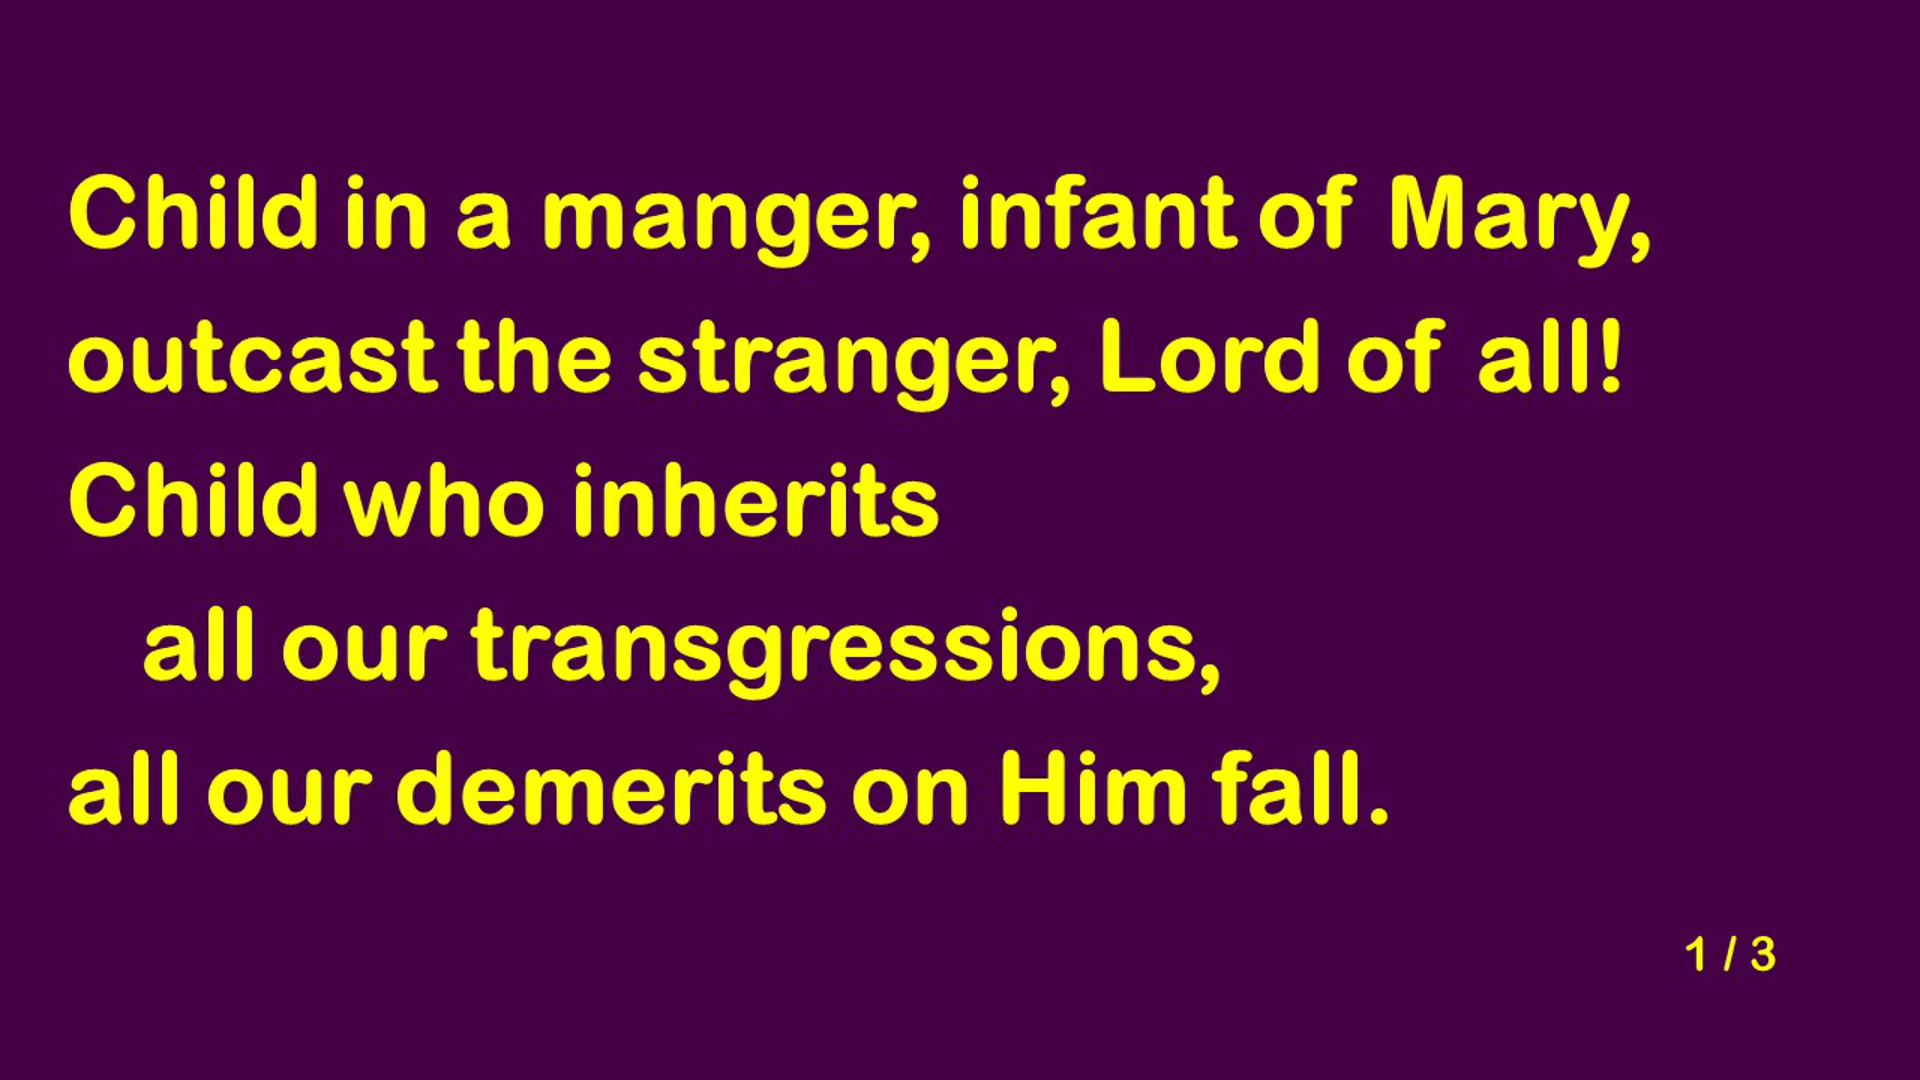 Child in a manger, infant of Mary,
outcast the stranger, Lord of all!
Child who inherits
all our transgressions,
all our demerits on Him fall.
1 / 3